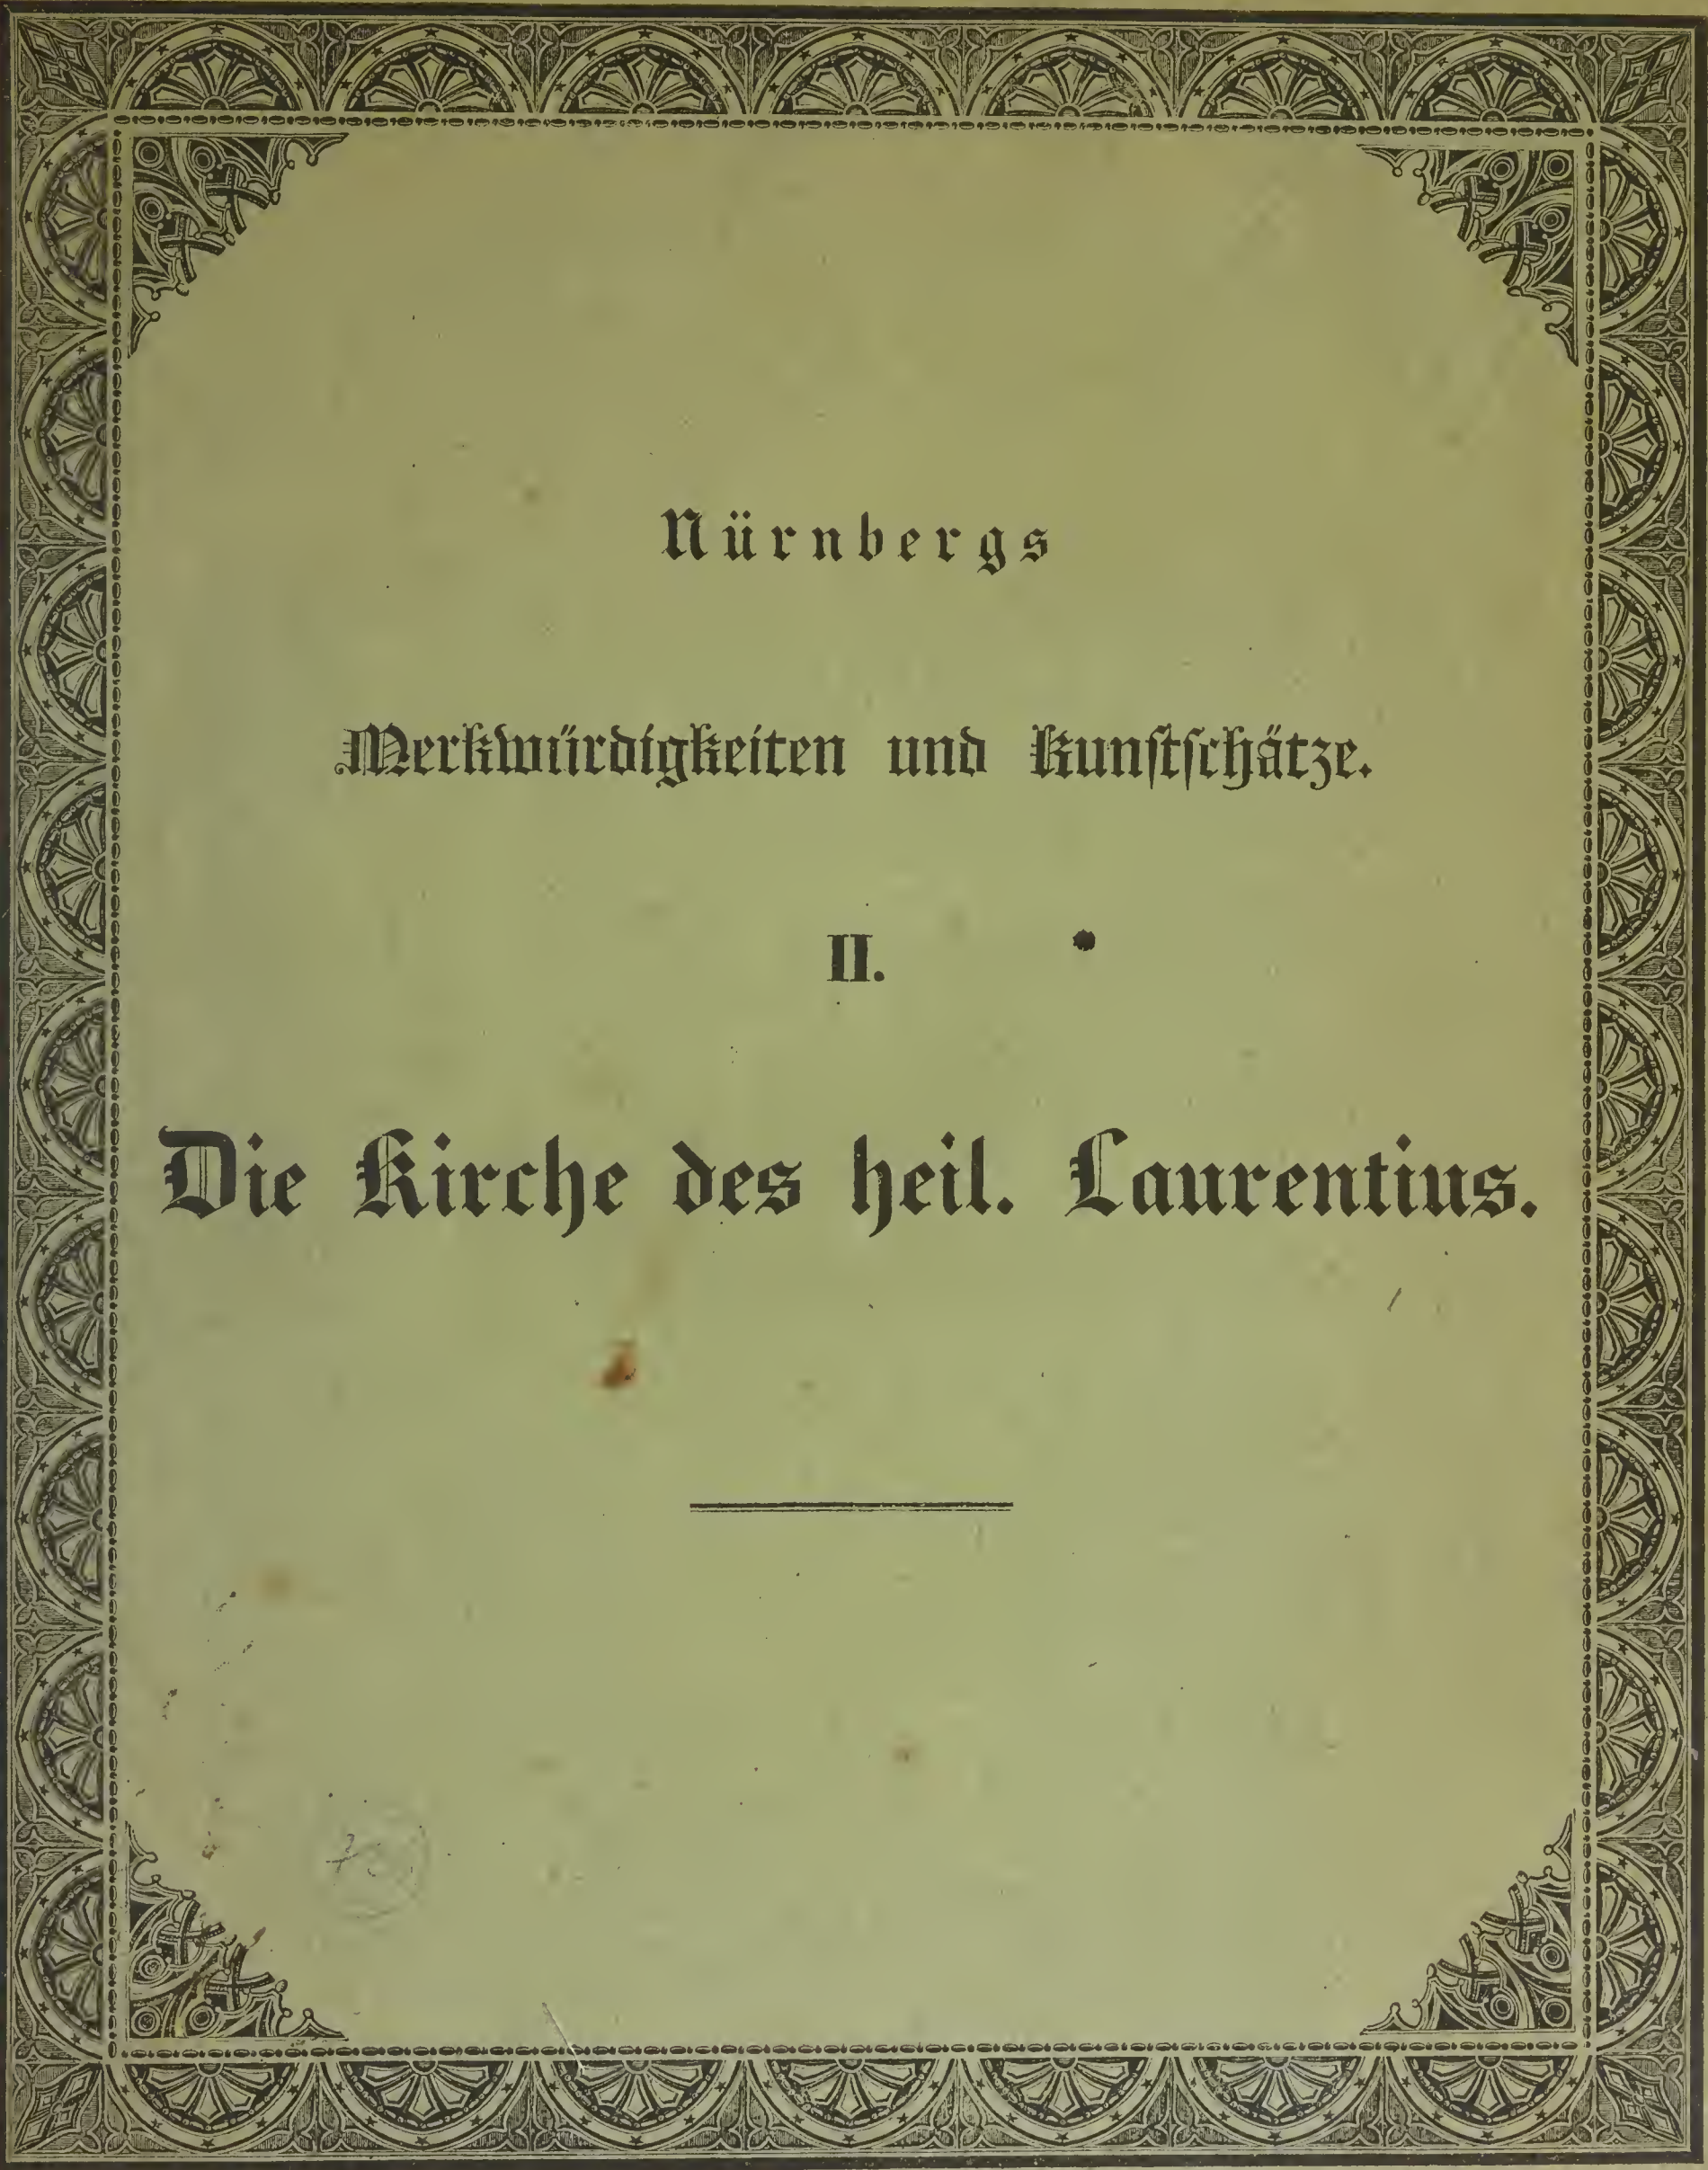 Nürnbergs
Merkwürdigkeiten und Kunstschätze.
II.
Die Kirche des heil. Laurentius.